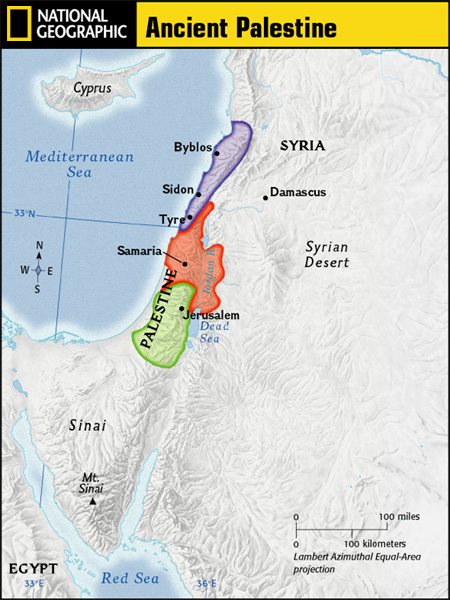 NATIONAL
GEOGRAPHIC
Ancient Palestine
Cyprus
Byblos
SYRIA
Mediterranean
Sea
Sidon
Damascus
33°N
Tyre
N
W E
S
Samaria
Jordan R.
Syrian
Desert
PALESTINE
Jerusalem
Dead
Sea
Sinai
Mt.
Sinai
0 100 miles
0 100 kilometers
Lambert Azimuthal Equal-Area
projection
EGYPT
33°E
Red Sea
36°E